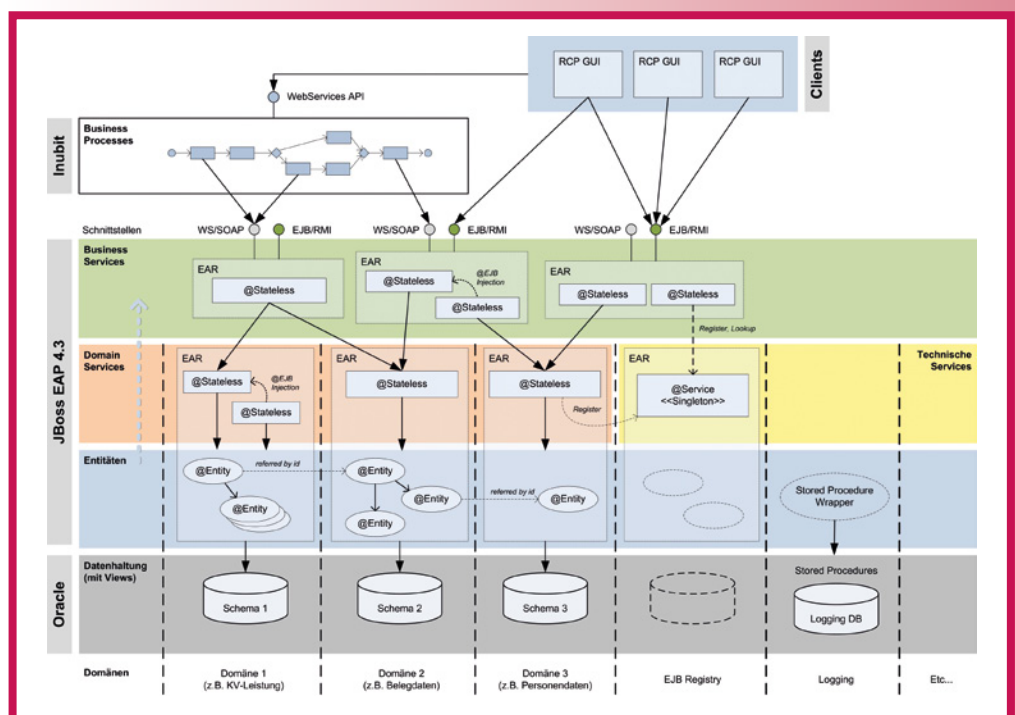 RCP GUI
RCP GUI
RCP GUI
Clients
WebServices API
Inubit
Business
Processes
Schnittstellen
WS/SOAP
EJB/RMI
WS/SOAP
EJB/RMI
WS/SOAP
EJB/RMI
JBoss EAP 4.3
Business
Services
EAR
@Stateless
EAR
@Stateless
@EJB
Injection
@Stateless
EAR
@Stateless
@Stateless
Register, Lookup
Domain
Services
EAR
@Stateless
@EJB
Injection
@Stateless
EAR
@Stateless
EAR
@Stateless
Register
EAR
@Service
<<Singleton>>
Technische
Services
Entitäten
@Entity
referred by id
@Entity
@Entity
@Entity
referred by id
@Entity
@Entity
Stored Procedure
Wrapper
Oracle
Datenhaltung
(mit Views)
Schema 1
Schema 2
Schema 3
Stored Procedures
Logging DB
Domänen
Domäne 1
(z.B. KV-Leistung)
Domäne 2
(z.B. Belegdaten)
Domäne 3
(z.B. Personendaten)
EJB Registry
Logging
Etc...